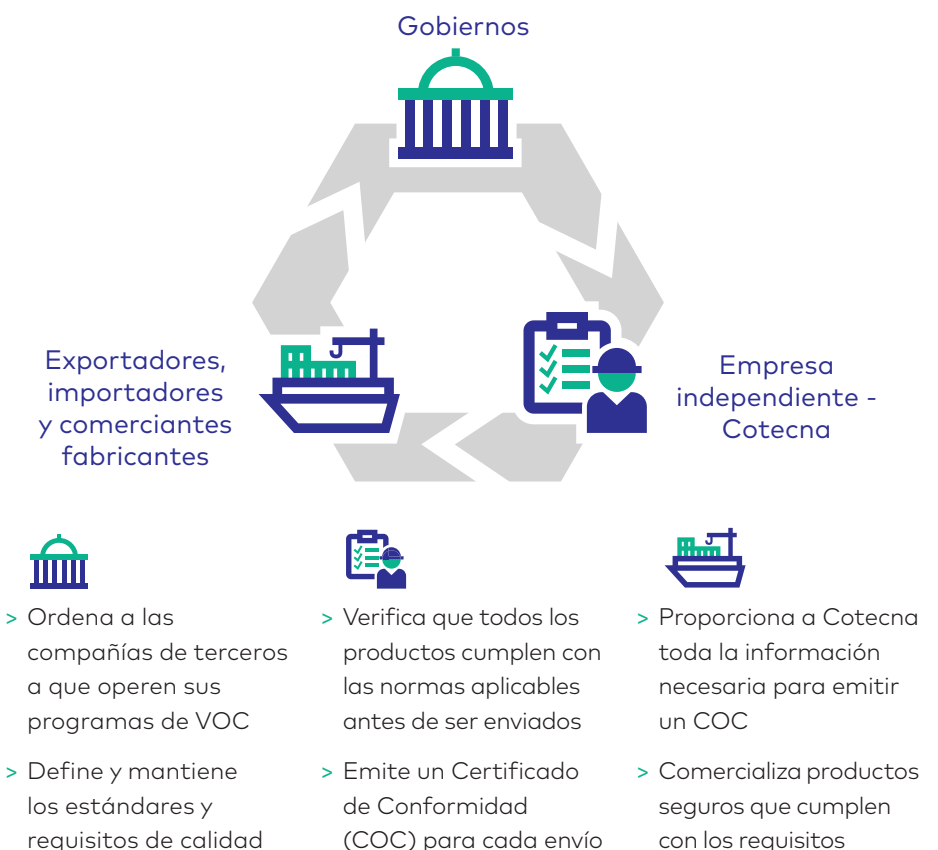 Gobiernos
Exportadores,
importadores
y comerciantes
fabricantes
Empresa
independiente -
Cotecna
> Ordena a las
compañías de terceros
a que operen sus
programas de VOC
> Define y mantiene
los estándares y
requisitos de calidad
> Verifica que todos los
productos cumplen con
las normas aplicables
antes de ser enviados
> Emite un Certificado
de Conformidad
(COC) para cada envío
> Proporciona a Cotecna
toda la información
necesaria para emitir
un COC
> Comercializa productos
seguros que cumplen
con los requisitos